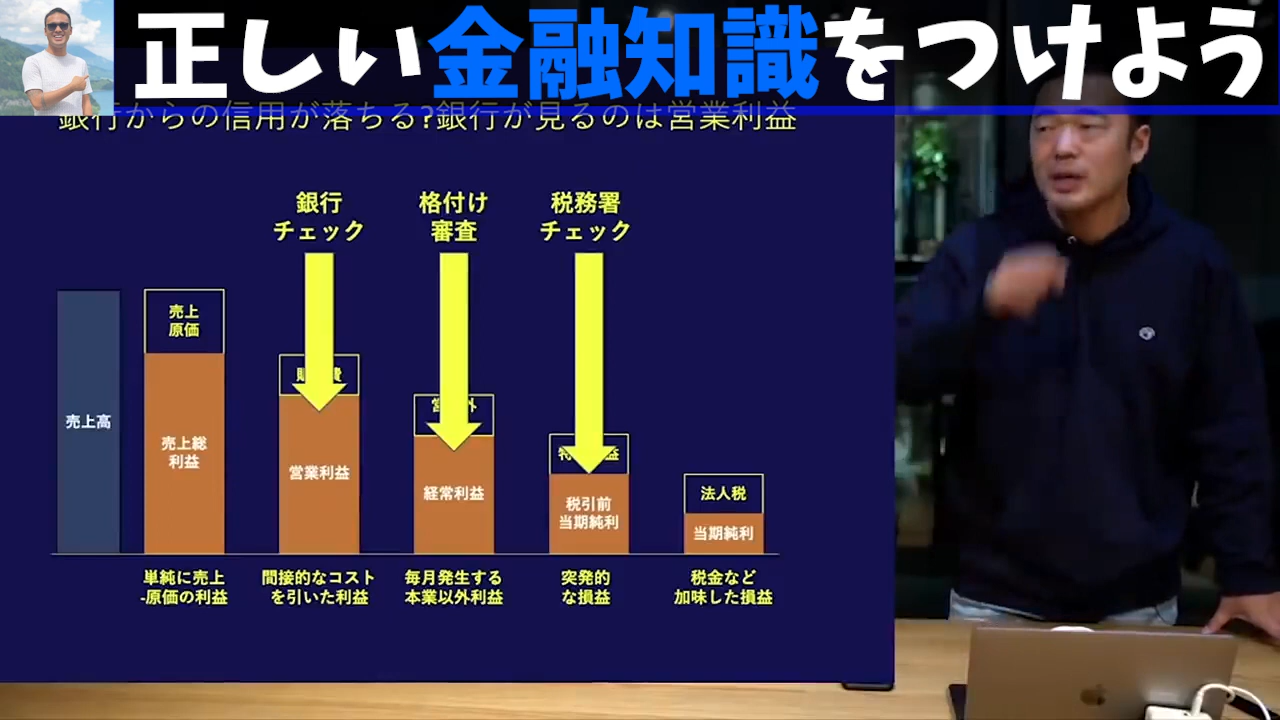 正しい金融知識をつけよう
銀行からの信用が落ちる?銀行が見るのは営業利益
銀行
チェック
格付け
審査
税務署
チェック
売上
原価
売上高
売上総
利益
営業利益
経常利益
税引前
当期純利
法人税
当期純利
単純に売上
-原価の利益
間接的なコスト
を引いた利益
毎月発生する
本業以外利益
突発的
な損益
税金など
加味した損益